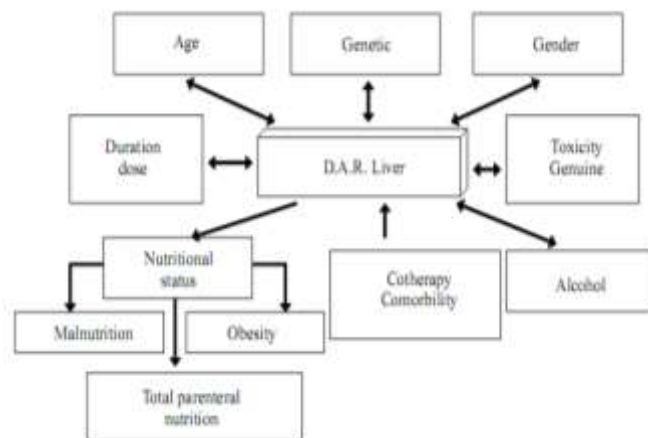 Age
Genetic
Gender
Duration
dose
D.A.R. Liver
Toxicity
Genuine
Nutritional
status
Cotherapy
Comorbility
Alcohol
Malnutrition
Obesity
Total parenteral
nutrition